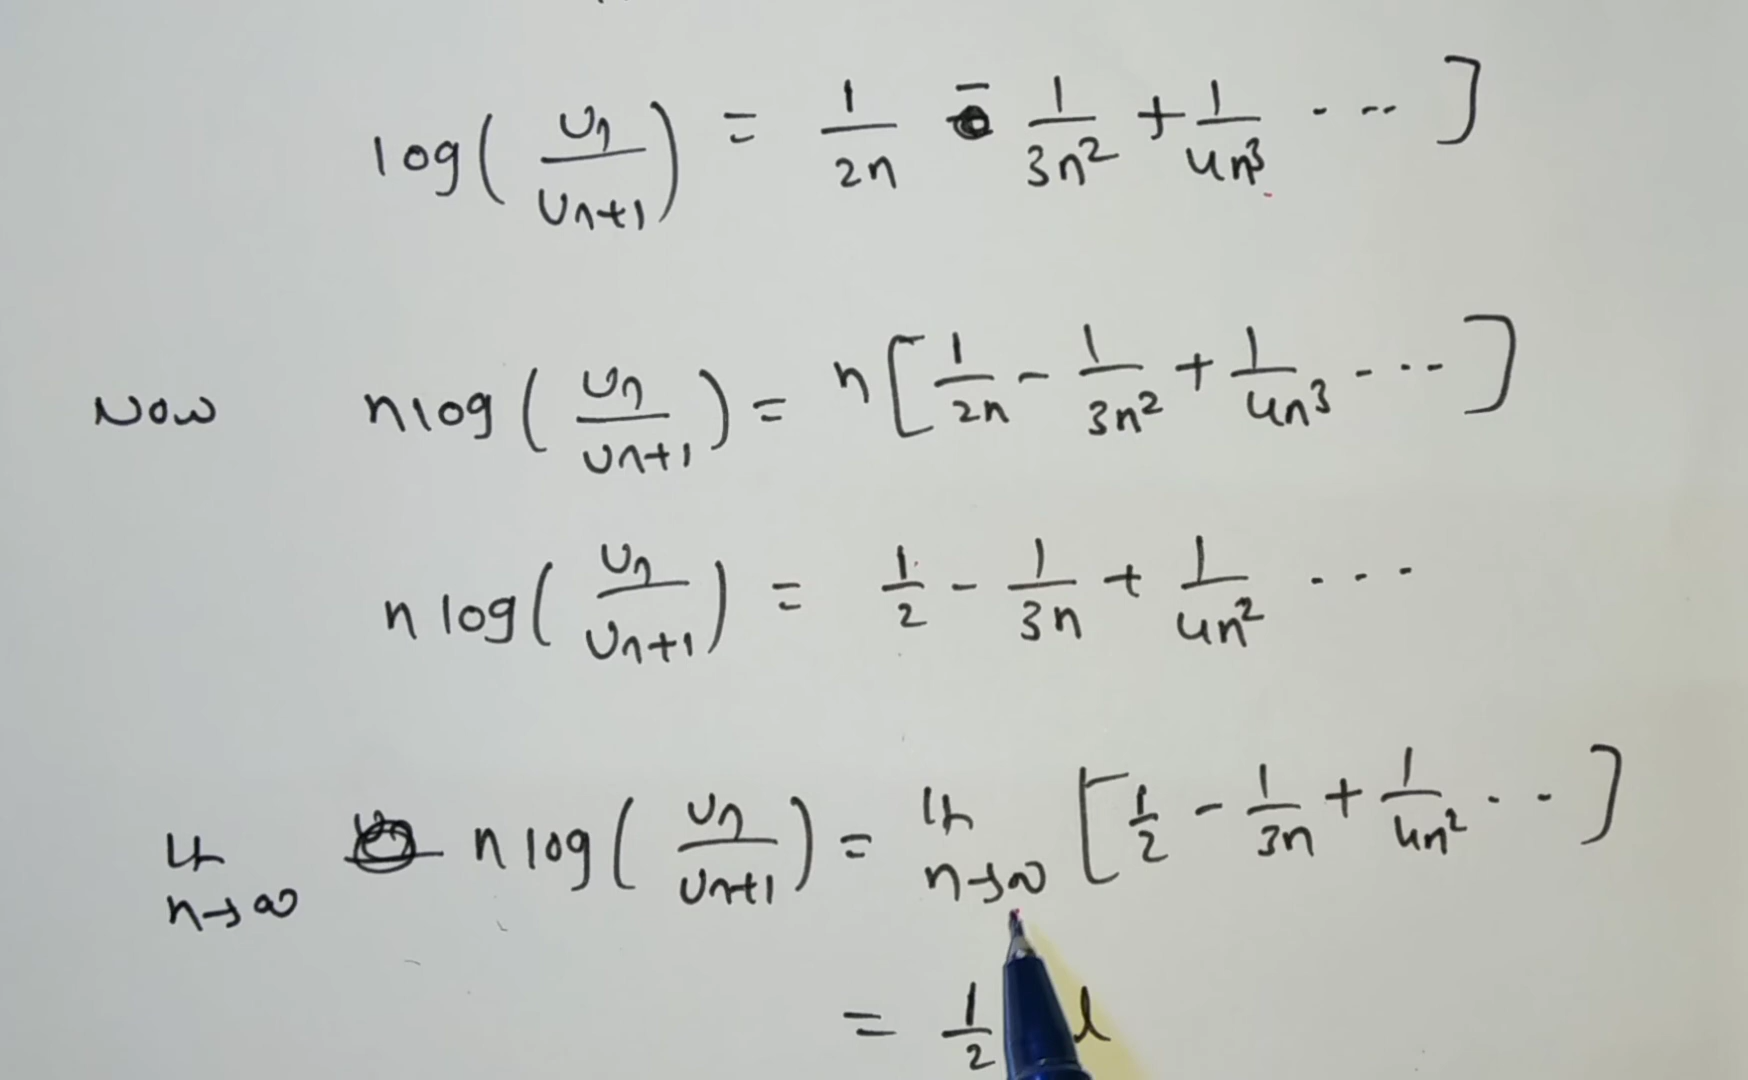 log(Un/Un+1) = 1/2n - 1/3n² + 1/4n³ ....]
Now nlog(Un/Un+1) = n[1/2n - 1/3n² + 1/4n³ - ...]
n log(Un/Un+1) = 1/2 - 1/3n + 1/4n² ...
Lt n→∞ n log(Un/Un+1) = Lt n→∞ [1/2 - 1/3n + 1/4n² ...]
= 1/2